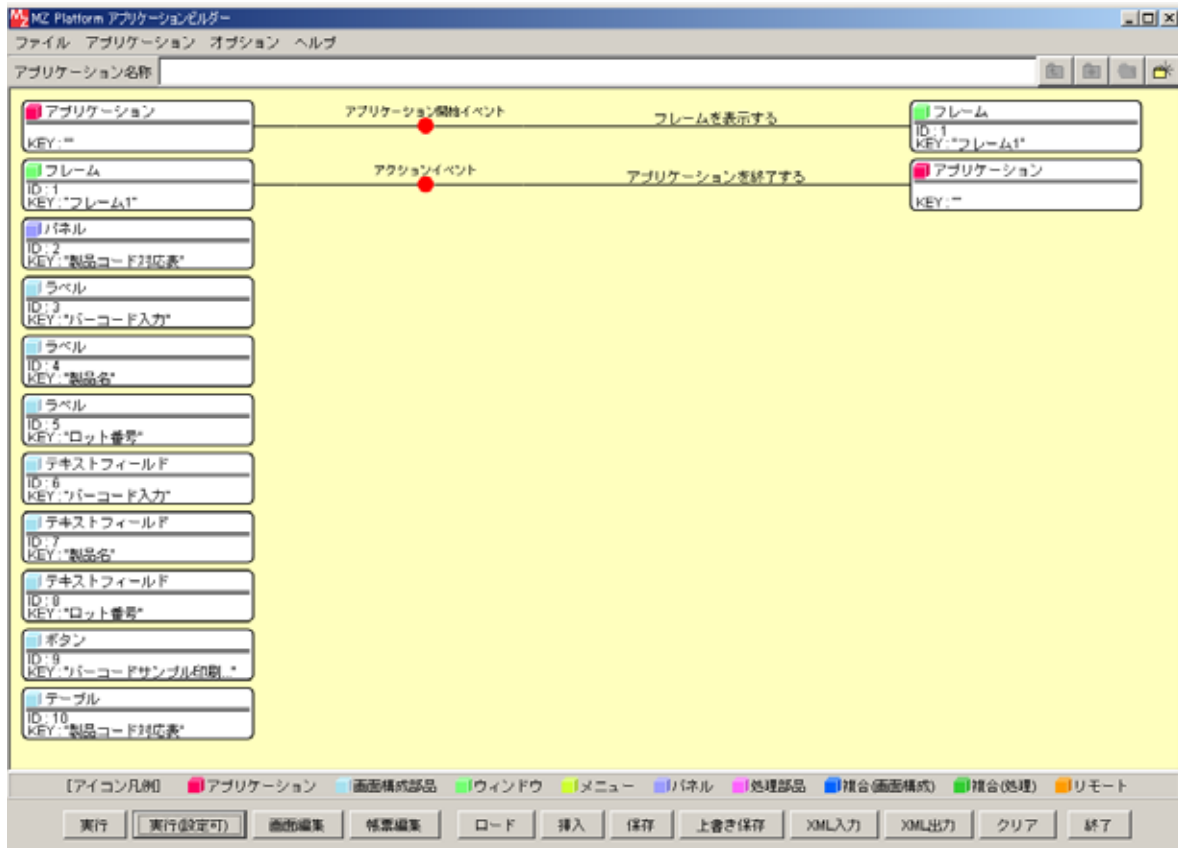 MZ Platform アプリケーションビルダー
ファイル アプリケーション オプション ヘルプ
アプリケーション名称
アプリケーション
KEY:""
アプリケーション開始イベント
フレームを表示する
フレーム
ID:1
KEY:"フレーム1"
フレーム
ID:1
KEY:"フレーム1"
アクションイベント
アプリケーションを終了する
アプリケーション
KEY:""
パネル
ID:2
KEY:"製品コード対応表"
ラベル
ID:3
KEY:"バーコード入力"
ラベル
ID:4
KEY:"製品名"
ラベル
ID:5
KEY:"ロット番号"
テキストフィールド
ID:6
KEY:"バーコード入力"
テキストフィールド
ID:7
KEY:"製品名"
テキストフィールド
ID:8
KEY:"ロット番号"
ボタン
ID:9
KEY:"バーコードサンプル印刷..."
テーブル
ID:10
KEY:"製品コード対応表"
[アイコン凡例] アプリケーション 画面構成部品 ウィンドウ メニュー パネル 処理部品 複合(画面構成) 複合(処理) リモート
実行 実行(設定可) 画面編集 帳票編集 ロード 挿入 保存 上書き保存 XML入力 XML出力 クリア 終了